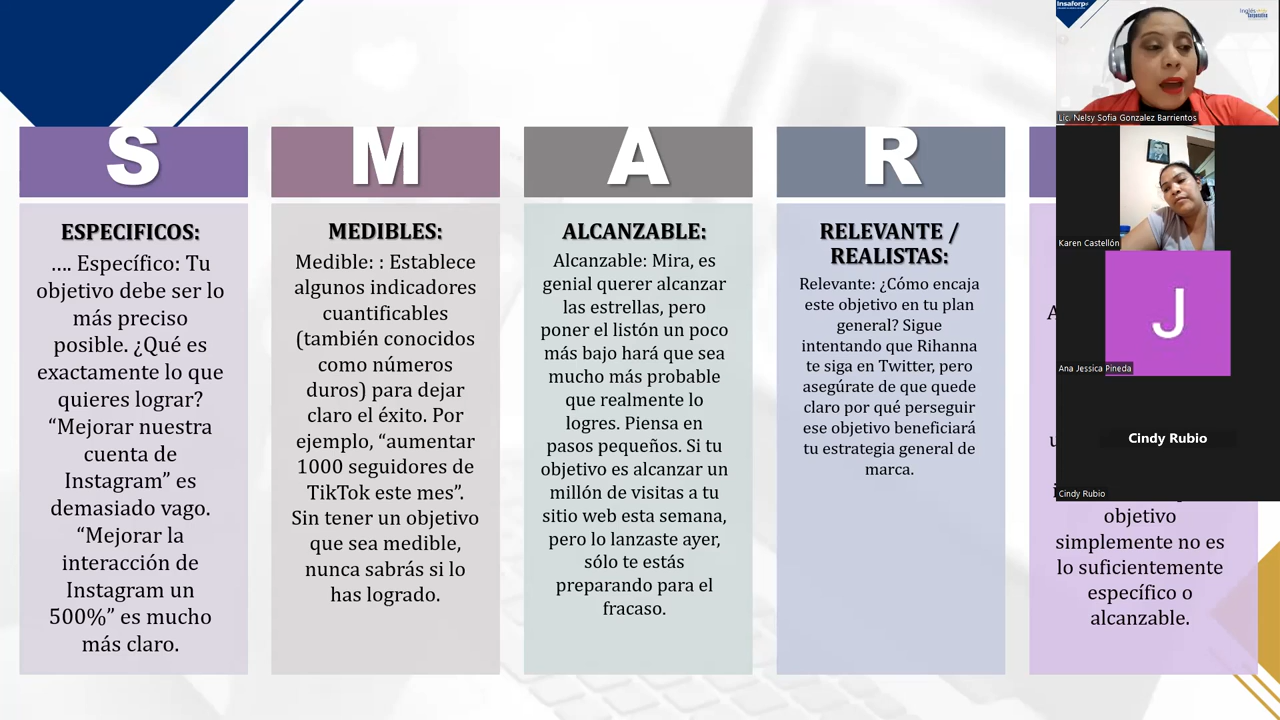 S
ESPECIFICOS:
.... Específico: Tu
objetivo debe ser lo
más preciso
posible. ¿Qué es
exactamente lo que
quieres lograr?
“Mejorar nuestra
cuenta de
Instagram” es
demasiado vago.
“Mejorar la
interacción de
Instagram un
500%” es mucho
más claro.
M
MEDIBLES:
Medible: : Establece
algunos indicadores
cuantificables
(también conocidos
como números
duros) para dejar
claro el éxito. Por
ejemplo, “aumentar
1000 seguidores de
TikTok este mes”.
Sin tener un objetivo
que sea medible,
nunca sabrás si lo
has logrado.
A
ALCANZABLE:
Alcanzable: Mira, es
genial querer alcanzar
las estrellas, pero
poner el listón un poco
más bajo hará que sea
mucho más probable
que realmente lo
logres. Piensa en
pasos pequeños. Si tu
objetivo es alcanzar un
millón de visitas a tu
sitio web esta semana,
pero lo lanzaste ayer,
sólo te estás
preparando para el
fracaso.
R
RELEVANTE /
REALISTAS:
Relevante: ¿Cómo encaja
este objetivo en tu plan
general? Sigue
intentando que Rihanna
te siga en Twitter, pero
asegúrate de que quede
claro por qué perseguir
ese objetivo beneficiará
tu estrategia general de
marca.
objetivo
simplemente no es
lo suficientemente
específico o
alcanzable.
Insaforp
Lic. Nelsy Sofia Gonzalez Barrientos
Karen Castellón
J
Ana Jessica Pineda
Cindy Rubio
Cindy Rubio